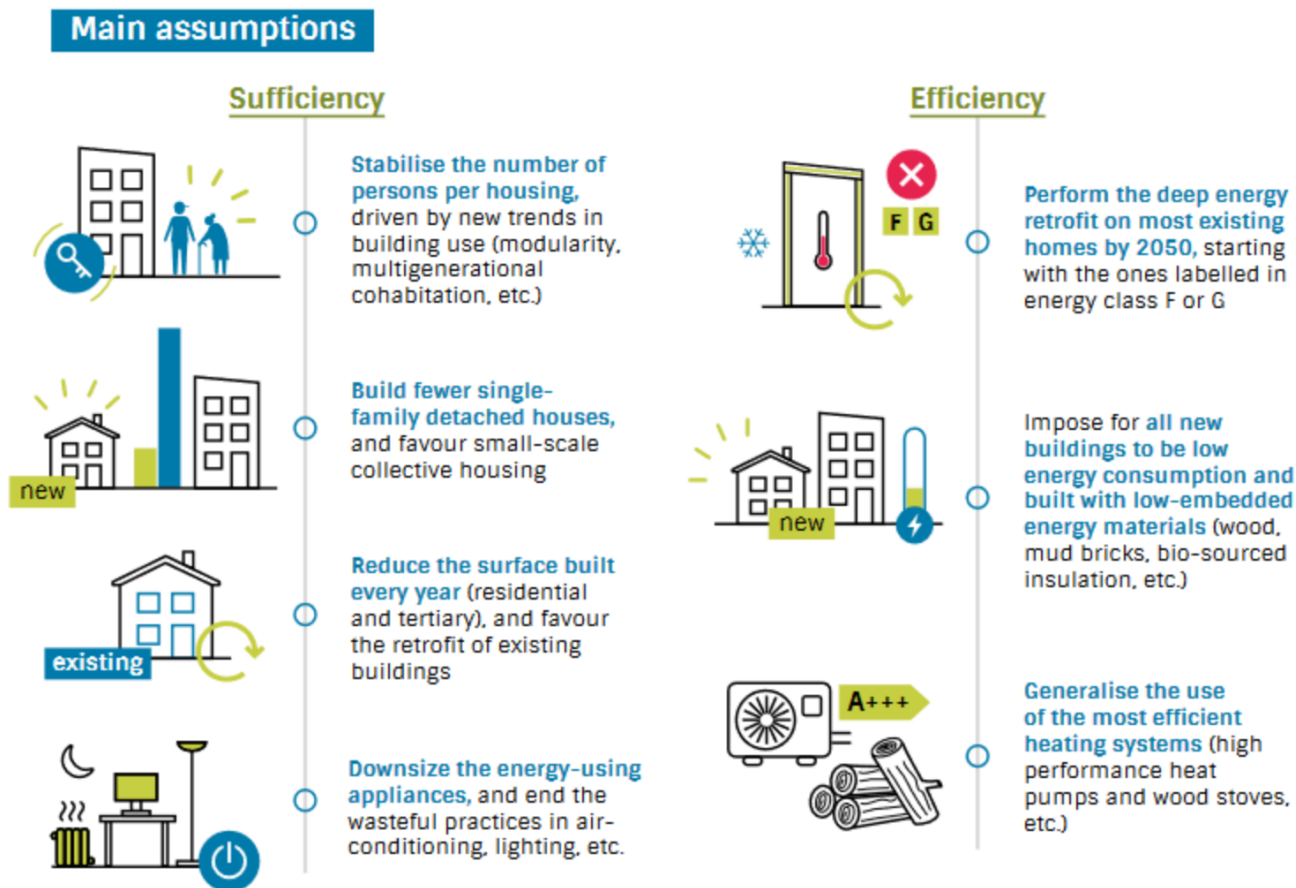 Main assumptions
Sufficiency
Stabilise the number of
persons per housing,
driven by new trends in
building use (modularity,
multigenerational
cohabitation, etc.)
new
Build fewer single-
family detached houses,
and favour small-scale
collective housing
existing
Reduce the surface built
every year (residential
and tertiary), and favour
the retrofit of existing
buildings
Downsize the energy-using
appliances, and end the
wasteful practices in air-
conditioning, lighting, etc.
Efficiency
F G
Perform the deep energy
retrofit on most existing
homes by 2050, starting
with the ones labelled in
energy class F or G
new
Impose for all new
buildings to be low
energy consumption and
built with low-embedded
energy materials (wood,
mud bricks, bio-sourced
insulation, etc.)
A+++
Generalise the use
of the most efficient
heating systems (high
performance heat
pumps and wood stoves,
etc.)